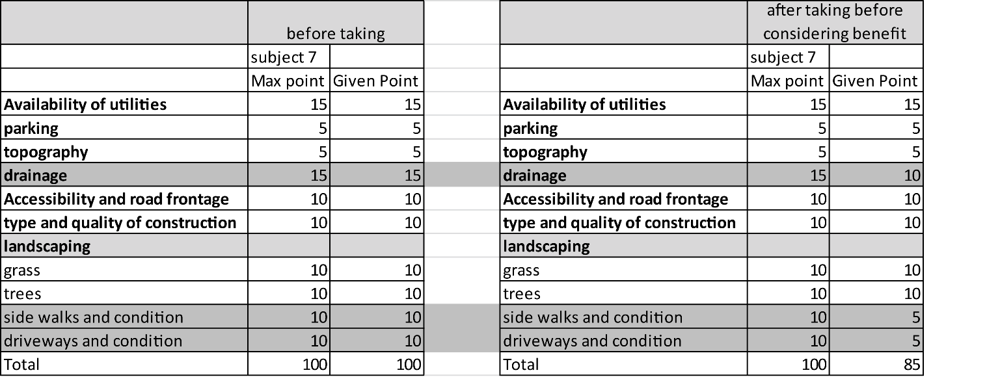 before taking
subject 7
Max point Given Point
Availability of utilities 15 15
parking 5 5
topography 5 5
drainage 15 15
Accessibility and road frontage 10 10
type and quality of construction 10 10
landscaping
grass 10 10
trees 10 10
side walks and condition 10 10
driveways and condition 10 10
Total 100 100
after taking before
considering benefit
subject 7
Max point Given Point
Availability of utilities 15 15
parking 5 5
topography 5 5
drainage 15 10
Accessibility and road frontage 10 10
type and quality of construction 10 10
landscaping
grass 10 10
trees 10 10
side walks and condition 10 5
driveways and condition 10 5
Total 100 85